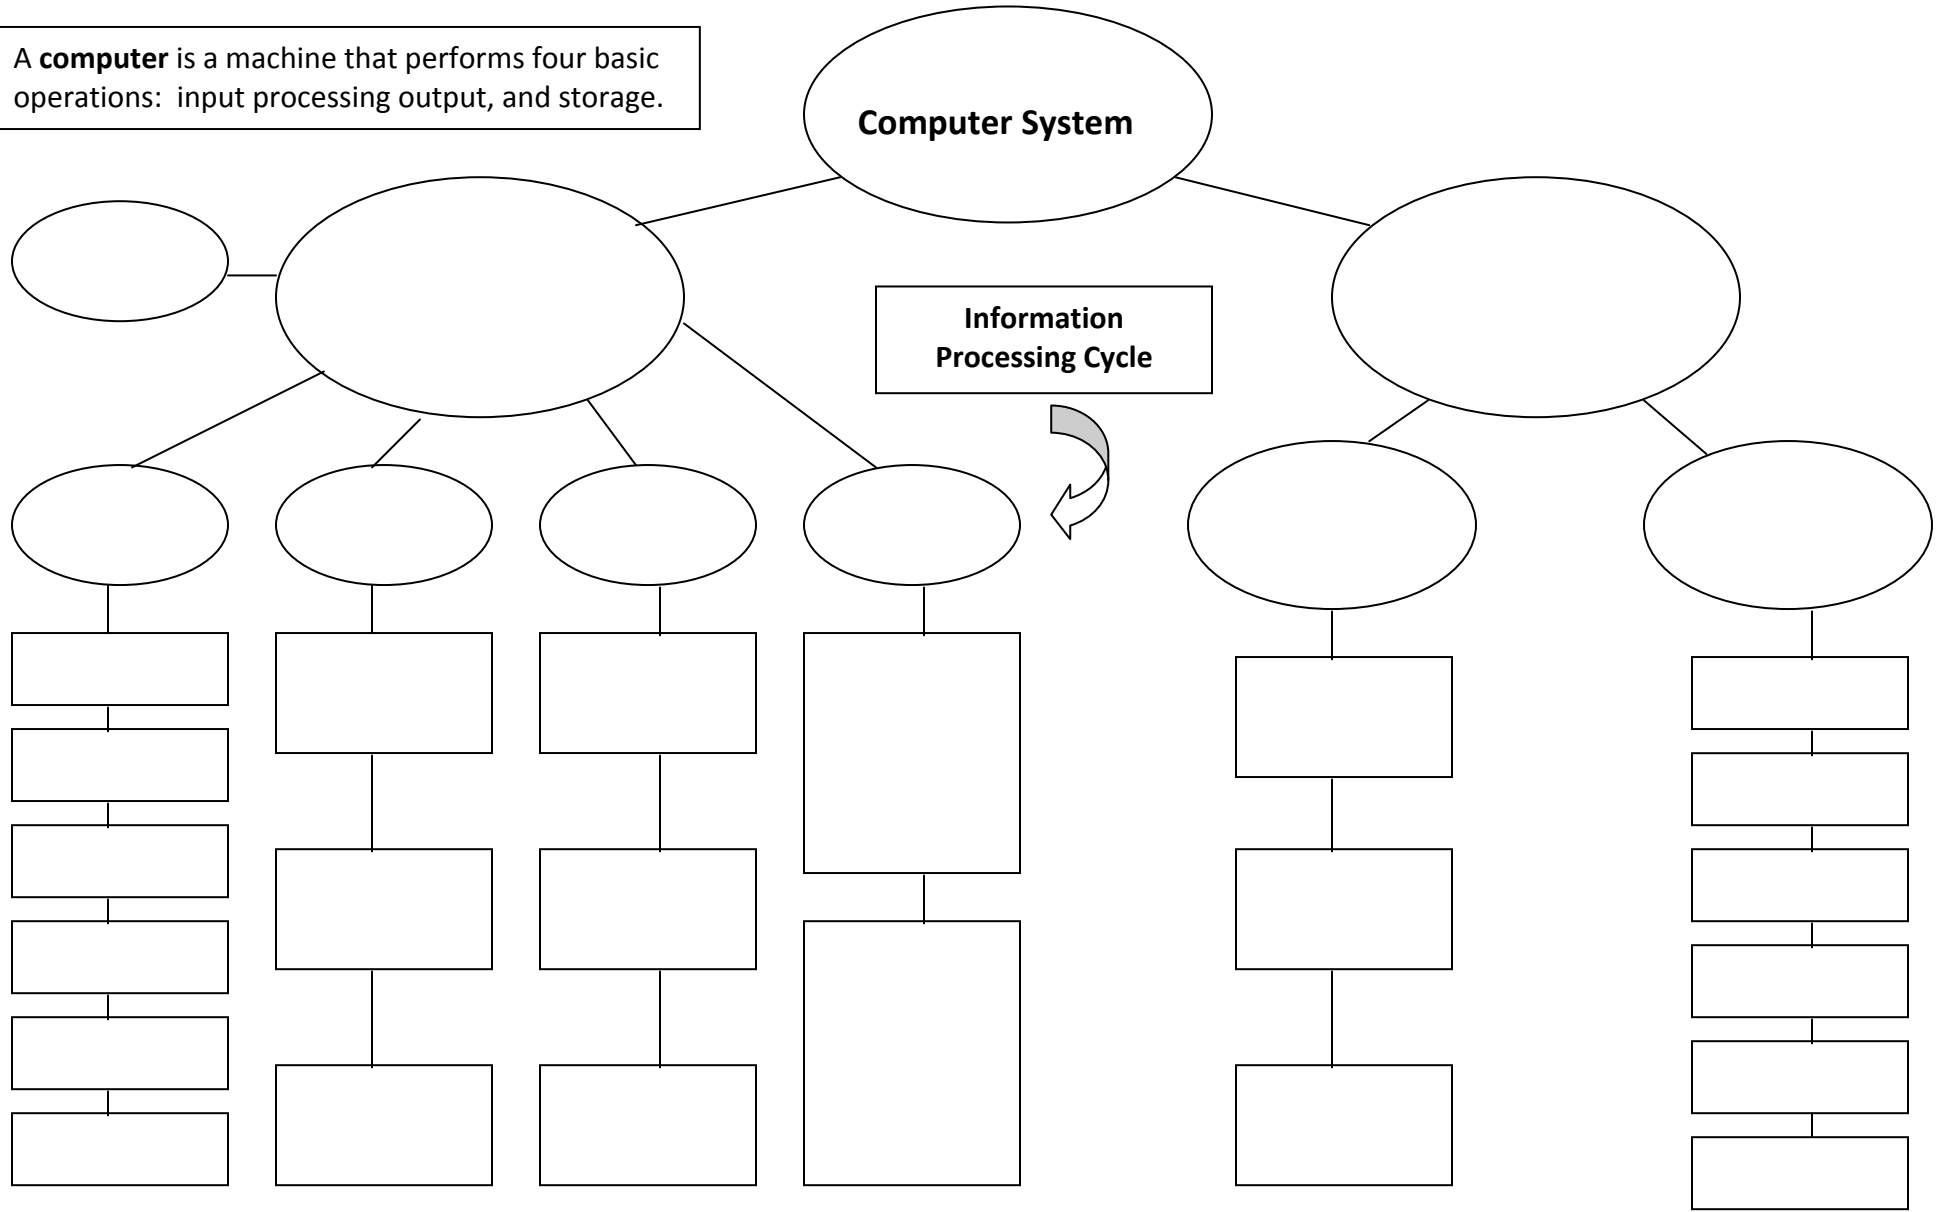 A computer is a machine that performs four basic
operations:  input processing output, and storage.
Computer System
Information
Processing Cycle